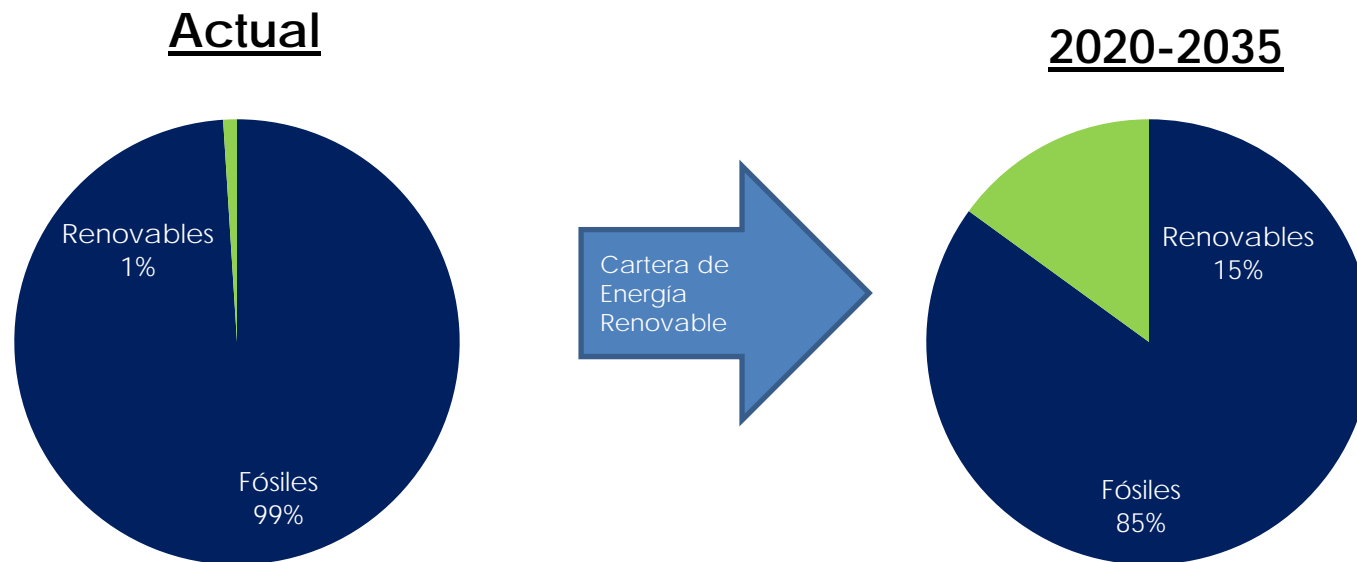 Actual
2020-2035
Renovables
1%
Fósiles
99%
Cartera de
Energía
Renovable
Renovables
15%
Fósiles
85%